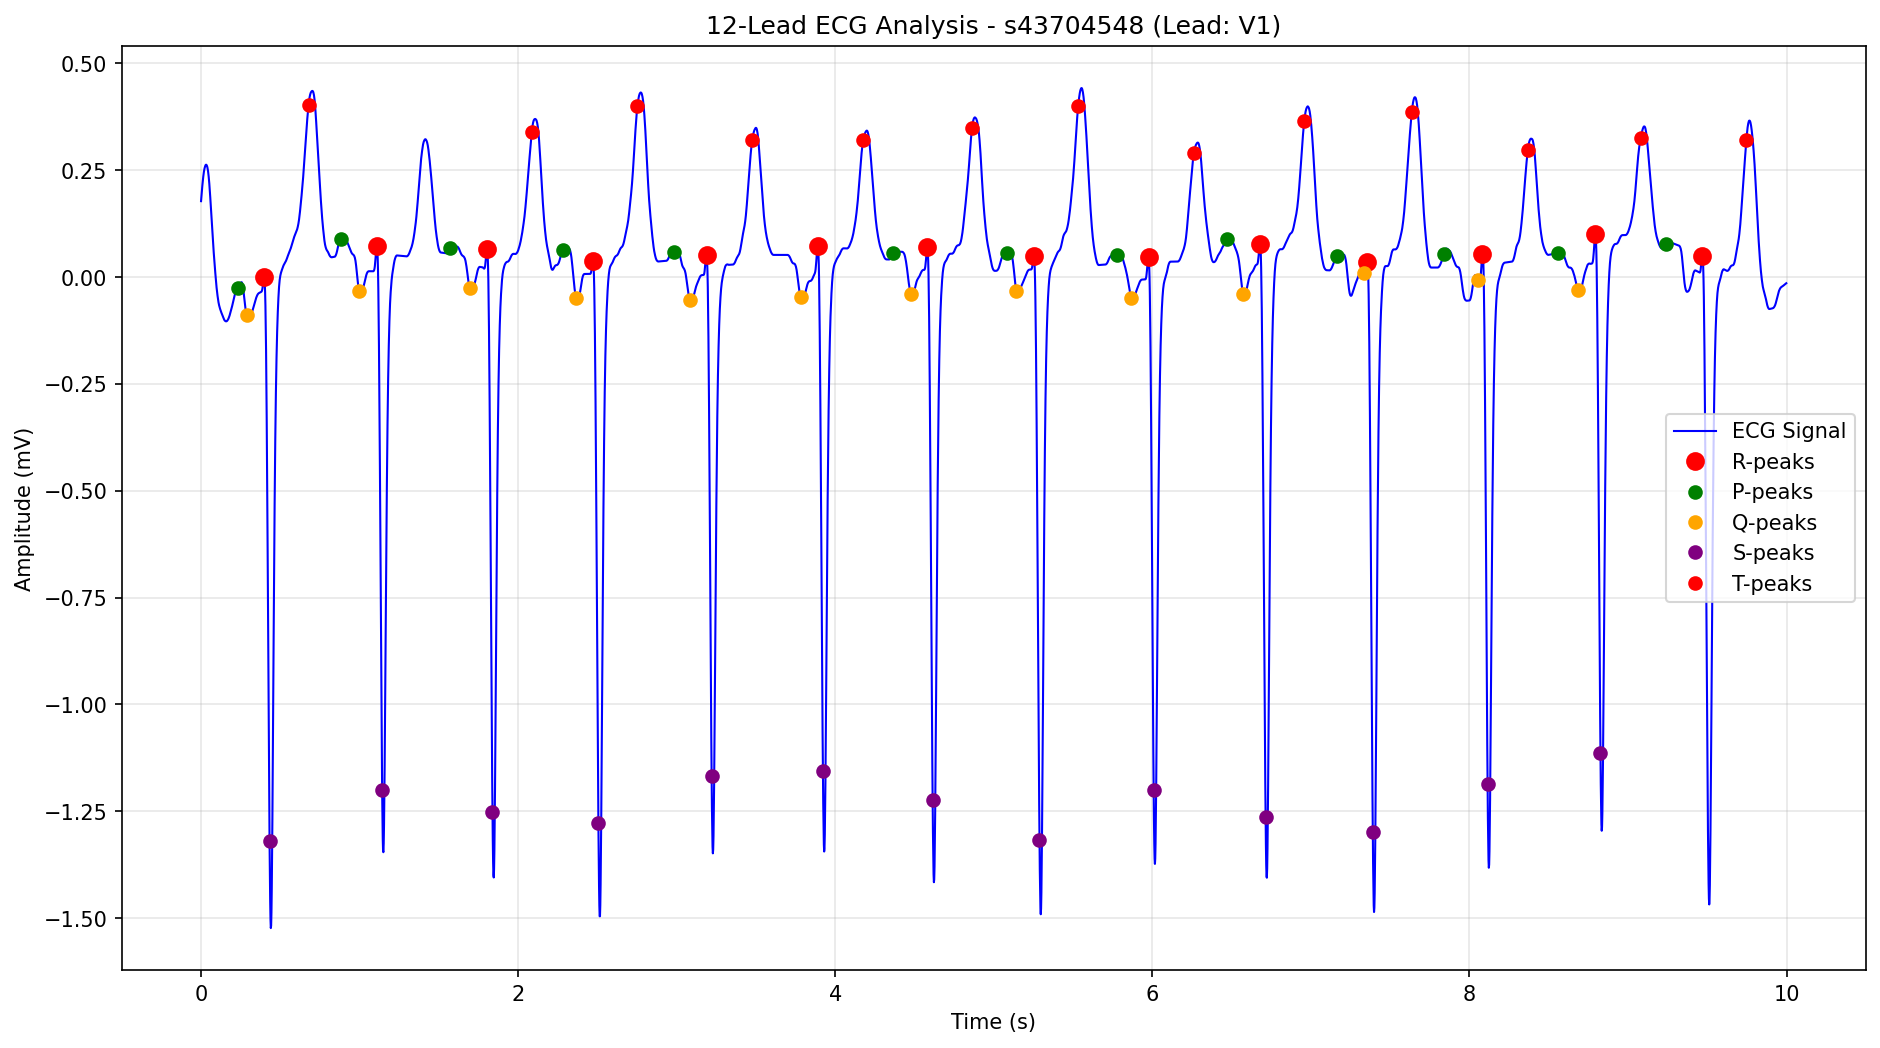 12-Lead ECG Analysis - s43704548 (Lead: V1)
Amplitude (mV)
0.50
0.25
0.00
−0.25
−0.50
−0.75
−1.00
−1.25
−1.50
ECG Signal
R-peaks
P-peaks
Q-peaks
S-peaks
T-peaks
0 2 4 6 8 10
Time (s)